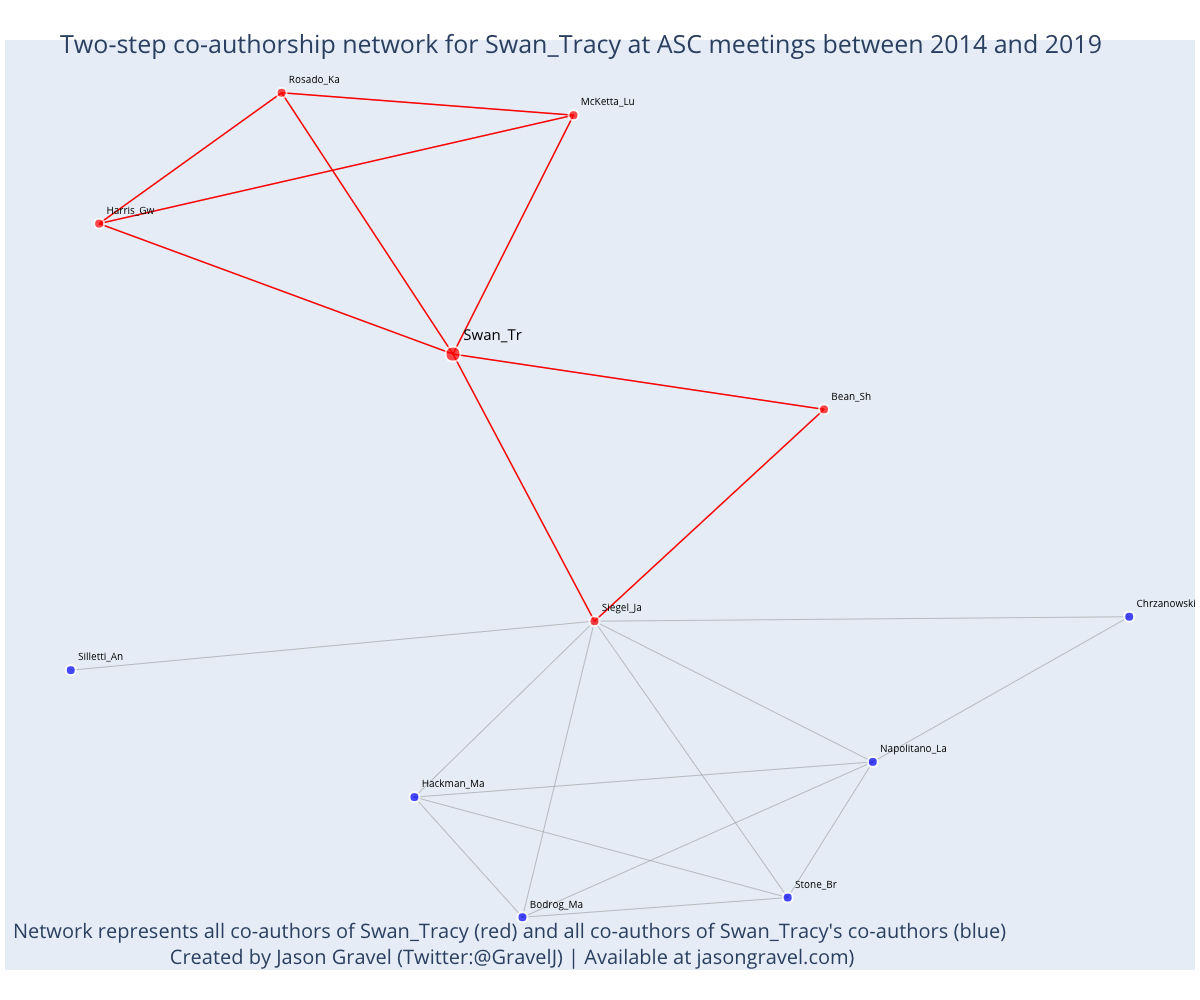 Two-step co-authorship network for Swan_Tracy at ASC meetings between 2014 and 2019
Rosado_Ka
McKetta_Lu
Harris_Gw
Swan_Tr
Bean_Sh
Siegel_Ja
Chrzanowski
Silletti_An
Napolitano_La
Hackman_Ma
Stone_Br
Bodrog_Ma
Network represents all co-authors of Swan_Tracy (red) and all co-authors of Swan_Tracy's co-authors (blue)
Created by Jason Gravel (Twitter:@GravelJ) | Available at jasongravel.com)